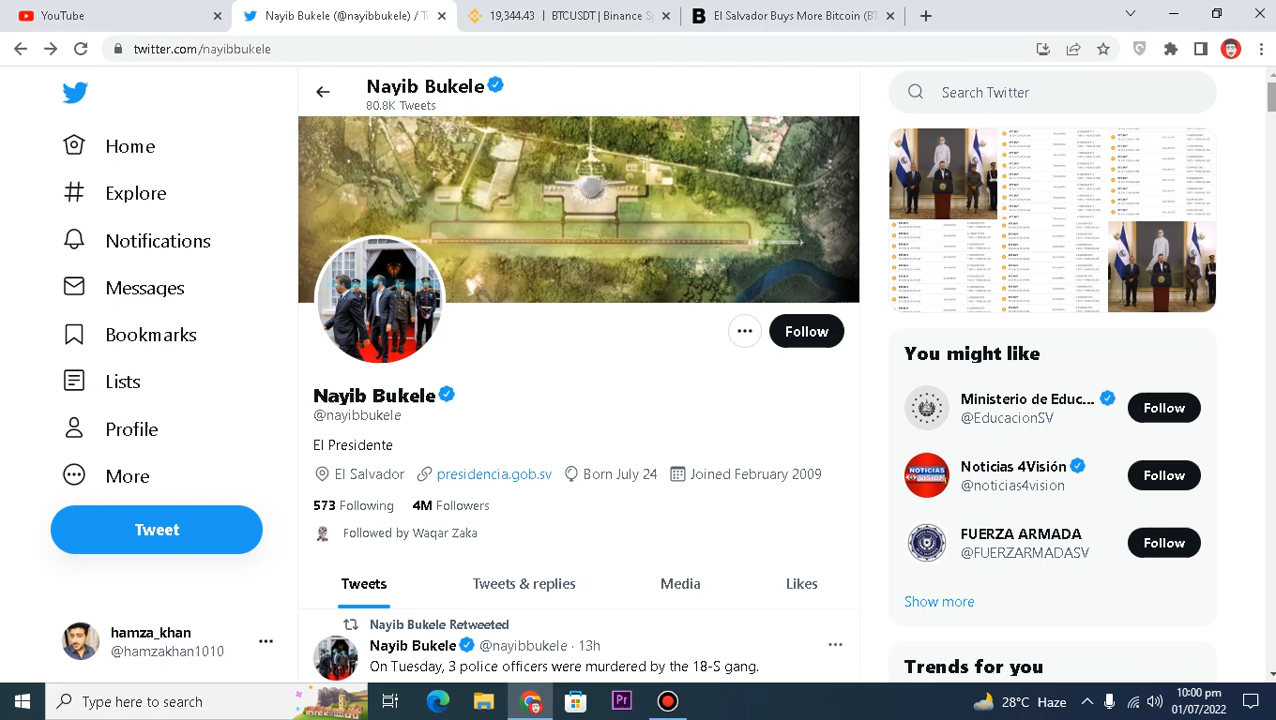 YouTube
Nayib Bukele (@nayibbukele) / T
19,344.43 | BTCUSDT | Binance Sp
El Salvador Buys More Bitcoin (BT
twitter.com/nayibbukele
Nayib Bukele
80.8K Tweets
Search Twitter
Home
Explore
Notifications
Messages
Bookmarks
Lists
Profile
More
Tweet
Follow
Nayib Bukele
@nayibbukele
El Presidente
El Salvador presidencia.gob.sv Born July 24 Joined February 2009
573 Following 4M Followers
Followed by Waqar Zaka
Tweets Tweets & replies Media Likes
Nayib Bukele Retweeted
Nayib Bukele @nayibbukele · 13h
On Tuesday, 3 police officers were murdered by the 18-S gang.
You might like
Ministerio de Educ...
@EducacionSV
Follow
Noticias 4Visión
@noticias4vision
Follow
FUERZA ARMADA
@FUERZARMADASV
Follow
Show more
Trends for you
hamza_khan
@hamzakhan1010
Type here to search
28°C Haze
10:00 pm
01/07/2022